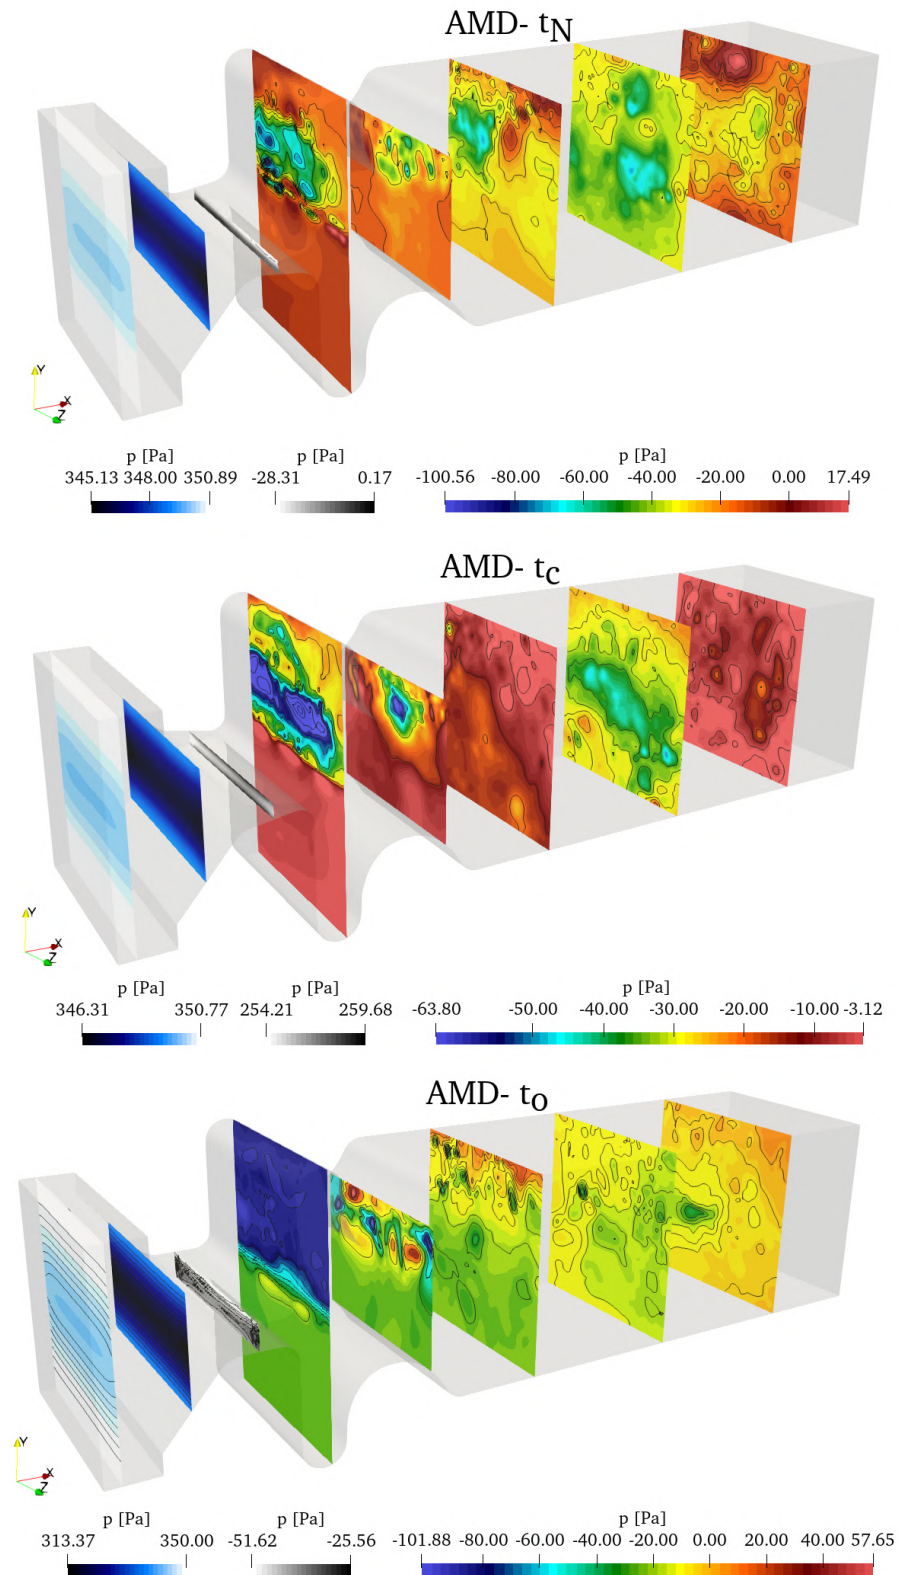 AMD- tN
Y
X
Z
p [Pa] p [Pa] p [Pa]
345.13 348.00 350.89 -28.31 0.17 -100.56 -80.00 -60.00 -40.00 -20.00 0.00 17.49
AMD- tc
Y
X
Z
p [Pa] p [Pa] p [Pa]
346.31 350.77 254.21 259.68 -63.80 -50.00 -40.00 -30.00 -20.00 -10.00 -3.12
AMD- to
Y
X
Z
p [Pa] p [Pa] p [Pa]
313.37 350.00 -51.62 -25.56 -101.88 -80.00 -60.00 -40.00 -20.00 0.00 20.00 40.00 57.65